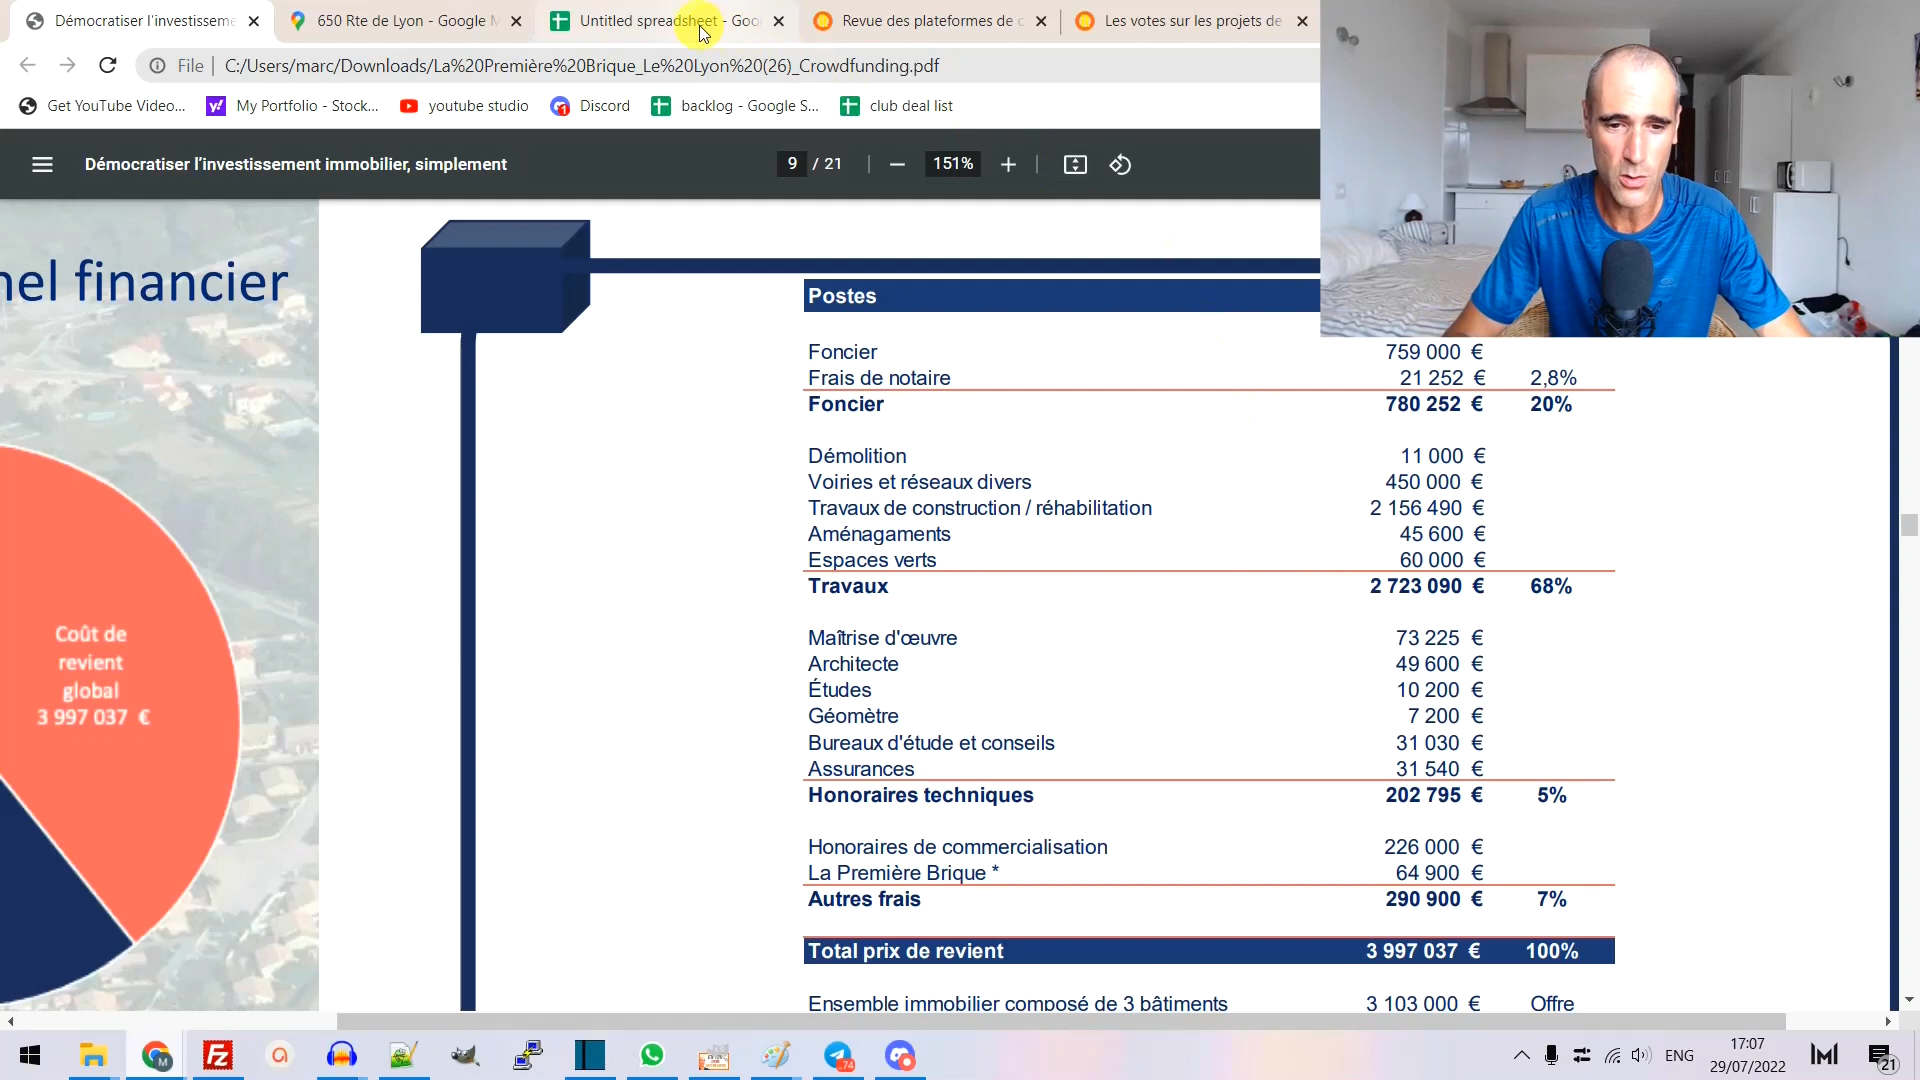 Démocratiser l'investisseme
650 Rte de Lyon - Google M
Untitled spreadsheet - Goo
Revue des plateformes de c
Les votes sur les projets de
File
C:/Users/marc/Downloads/La%20Première%20Brique_Le%20Lyon%20(26)_Crowdfunding.pdf
Get YouTube Video...
My Portfolio - Stock...
youtube studio
Discord
backlog - Google S...
club deal list
Démocratiser l'investissement immobilier, simplement
9 / 21
151%
nel financier
Postes
Foncier 759 000 €
Frais de notaire 21 252 € 2,8%
Foncier 780 252 € 20%
Démolition 11 000 €
Voiries et réseaux divers 450 000 €
Travaux de construction / réhabilitation 2 156 490 €
Aménagaments 45 600 €
Espaces verts 60 000 €
Travaux 2 723 090 € 68%
Maîtrise d'œuvre 73 225 €
Architecte 49 600 €
Études 10 200 €
Géomètre 7 200 €
Bureaux d'étude et conseils 31 030 €
Assurances 31 540 €
Honoraires techniques 202 795 € 5%
Honoraires de commercialisation 226 000 €
La Première Brique * 64 900 €
Autres frais 290 900 € 7%
Total prix de revient 3 997 037 € 100%
Ensemble immobilier composé de 3 bâtiments 3 103 000 € Offre
Coût de
revient
global
3 997 037 €
ENG
17:07
29/07/2022
21
74